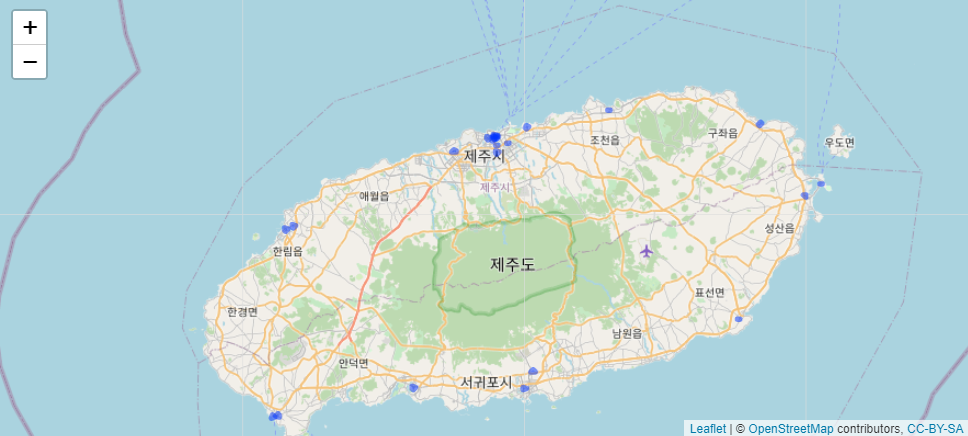 +
−
우도면
구좌읍
조천읍
제주시
제주시
애월읍
성산읍
한림읍
제주도
표선면
한경면
남원읍
안덕면
서귀포시
Leaflet | © OpenStreetMap contributors, CC-BY-SA